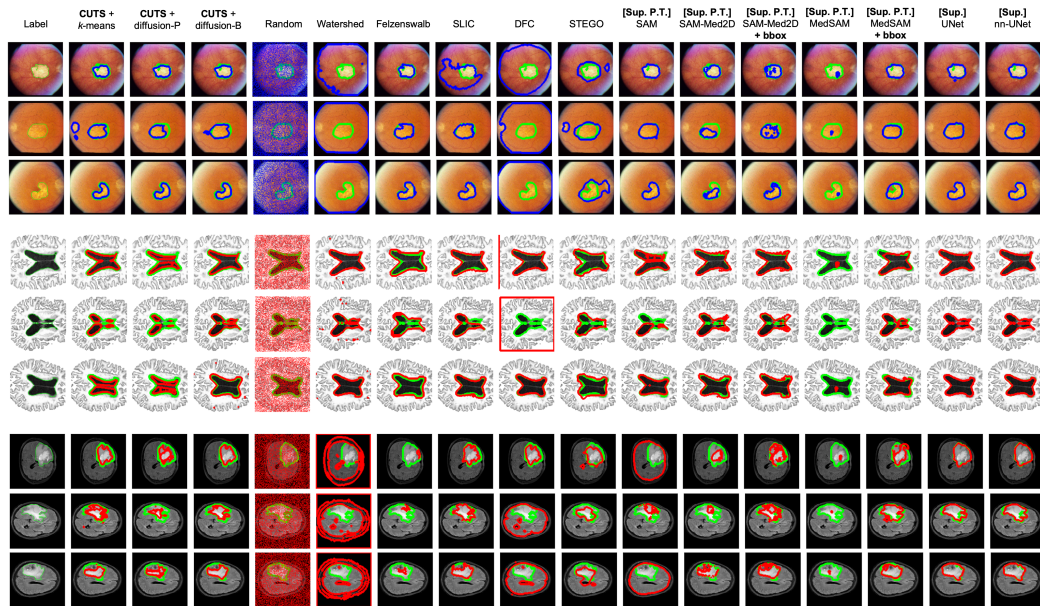 Label
CUTS +
k-means
CUTS +
diffusion-P
CUTS +
diffusion-B
Random
Watershed
Felzenswalb
SLIC
DFC
STEGO
[Sup. P.T.]
SAM
[Sup. P.T.]
SAM-Med2D
[Sup. P.T.]
SAM-Med2D
+ bbox
[Sup. P.T.]
MedSAM
[Sup. P.T.]
MedSAM
+ bbox
[Sup.]
UNet
[Sup.]
nn-UNet